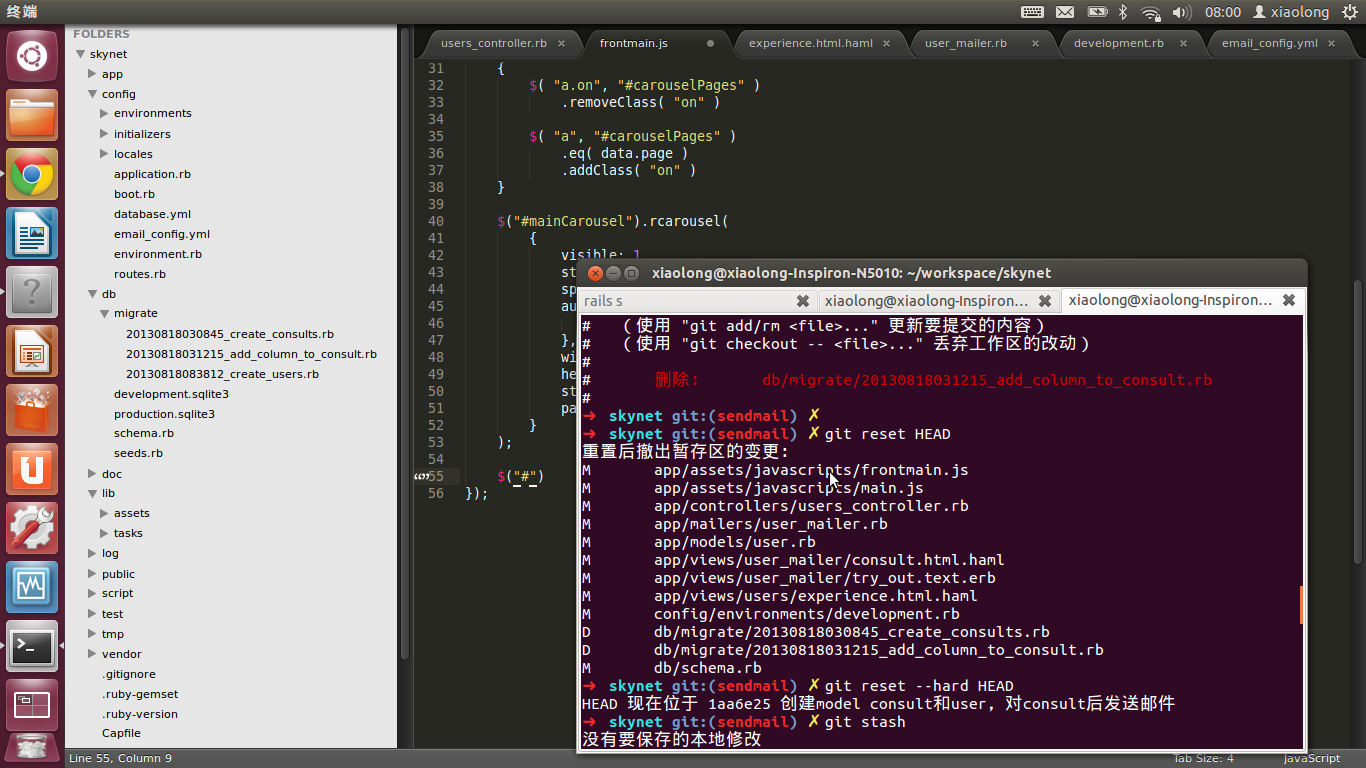 终端
08:00
xiaolong
FOLDERS
skynet
app
config
environments
initializers
locales
application.rb
boot.rb
database.yml
email_config.yml
environment.rb
routes.rb
db
migrate
20130818030845_create_consults.rb
20130818031215_add_column_to_consult.rb
20130818083812_create_users.rb
development.sqlite3
production.sqlite3
schema.rb
seeds.rb
doc
lib
assets
tasks
log
public
script
test
tmp
vendor
.gitignore
.ruby-gemset
.ruby-version
Capfile
users_controller.rb ×
frontmain.js
experience.html.haml ×
user_mailer.rb ×
development.rb ×
email_config.yml ×
31 {
32 $( "a.on", "#carouselPages" )
33 .removeClass( "on" )
34
35 $( "a", "#carouselPages" )
36 .eq( data.page )
37 .addClass( "on" )
38 }
39
40 $("#mainCarousel").rcarousel(
41 {
42 visible: 1
43 st
44 sp
45 au
46
47 },
48 wi
49 he
50 st
51 pa
52 }
53 );
54
55 $("#")
56 });
xiaolong@xiaolong-Inspiron-N5010: ~/workspace/skynet
rails s
xiaolong@xiaolong-Inspiron...
xiaolong@xiaolong-Inspiron...
# （使用 "git add/rm <file>..." 更新要提交的内容）
# （使用 "git checkout -- <file>..." 丢弃工作区的改动）
#
# 删除: db/migrate/20130818031215_add_column_to_consult.rb
#
➜ skynet git:(sendmail) ✗
➜ skynet git:(sendmail) ✗ git reset HEAD
重置后撤出暂存区的变更:
M app/assets/javascripts/frontmain.js
M app/assets/javascripts/main.js
M app/controllers/users_controller.rb
M app/mailers/user_mailer.rb
M app/models/user.rb
M app/views/user_mailer/consult.html.haml
M app/views/user_mailer/try_out.text.erb
M app/views/users/experience.html.haml
M config/environments/development.rb
D db/migrate/20130818030845_create_consults.rb
D db/migrate/20130818031215_add_column_to_consult.rb
M db/schema.rb
➜ skynet git:(sendmail) ✗ git reset --hard HEAD
HEAD 现在位于 1aa6e25 创建model consult和user，对consult后发送邮件
➜ skynet git:(sendmail) ✗ git stash
没有要保存的本地修改
Line 55, Column 9
Tab Size: 4
JavaScript